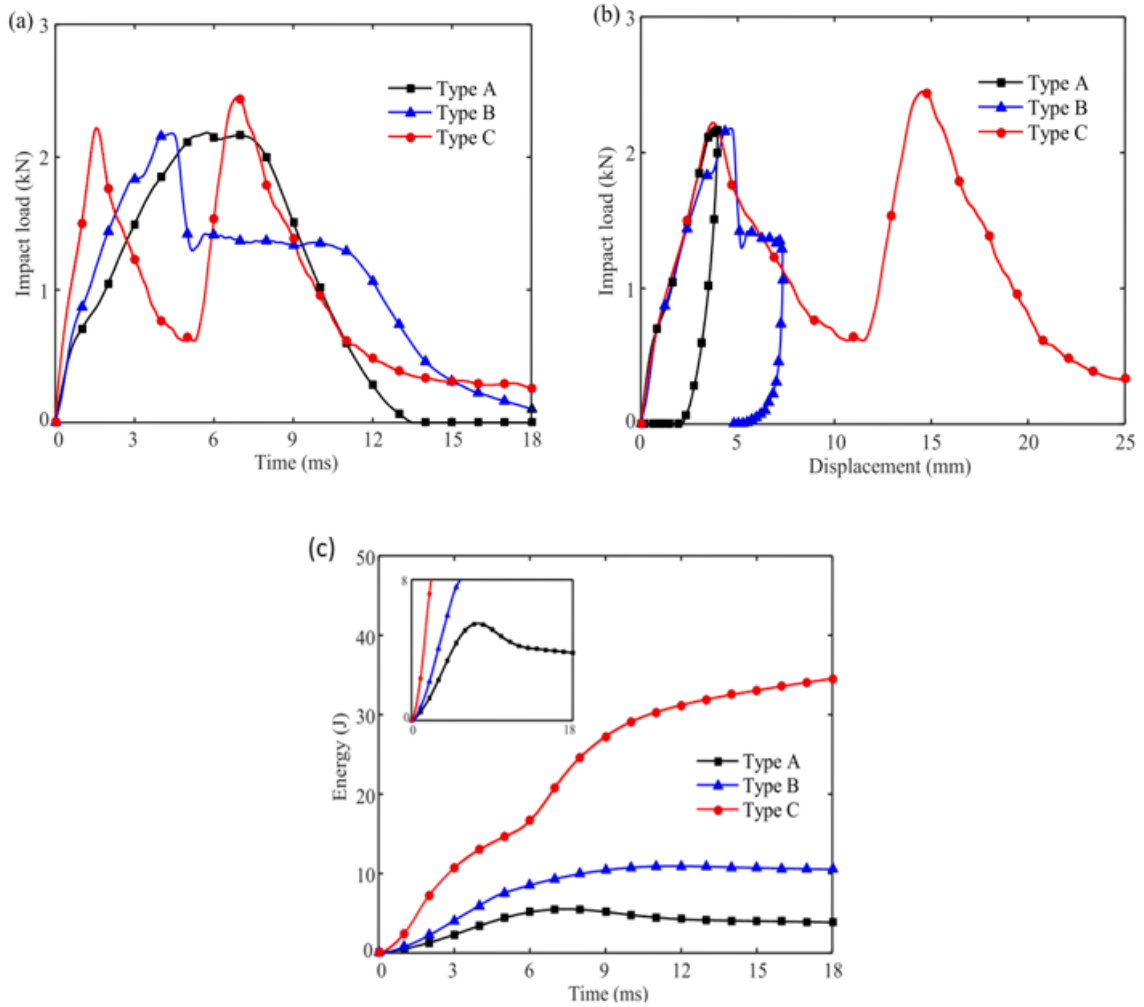 (a)
3
2
1
0
Impact load (kN)
Type A
Type B
Type C
0 3 6 9 12 15 18
Time (ms)
(b)
3
2
1
0
Impact load (kN)
Type A
Type B
Type C
0 5 10 15 20 25
Displacement (mm)
(c)
50
40
30
20
10
0
Energy (J)
8
0
18
Type A
Type B
Type C
0 3 6 9 12 15 18
Time (ms)